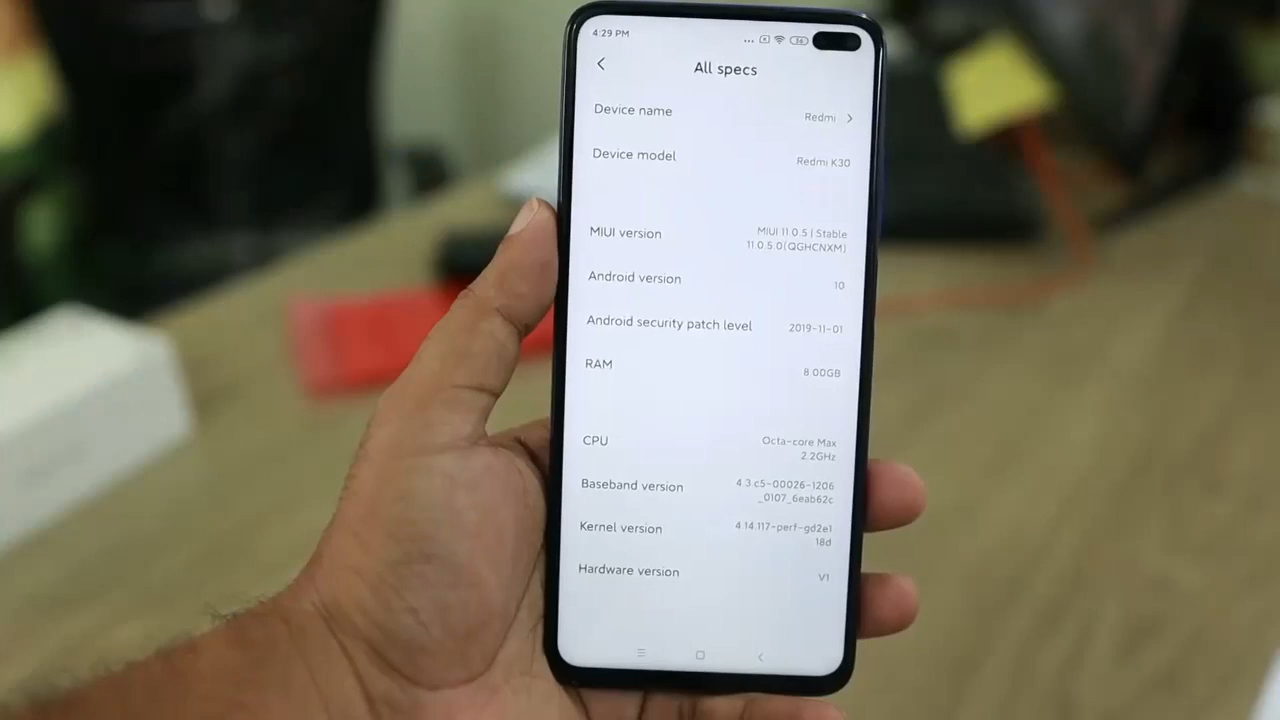 4:29 PM
36
All specs
Device name
Redmi
Device model
Redmi K30
MIUI version
MIUI 11.0.5 | Stable
11.0.5.0(QGHCNXM)
Android version
10
Android security patch level
2019-11-01
RAM
8.00GB
CPU
Octa-core Max
2.2GHz
Baseband version
4.3.c5-00026-1206
_0107_6eab62c
Kernel version
4.14.117-perf-gd2e1
18d
Hardware version
V1